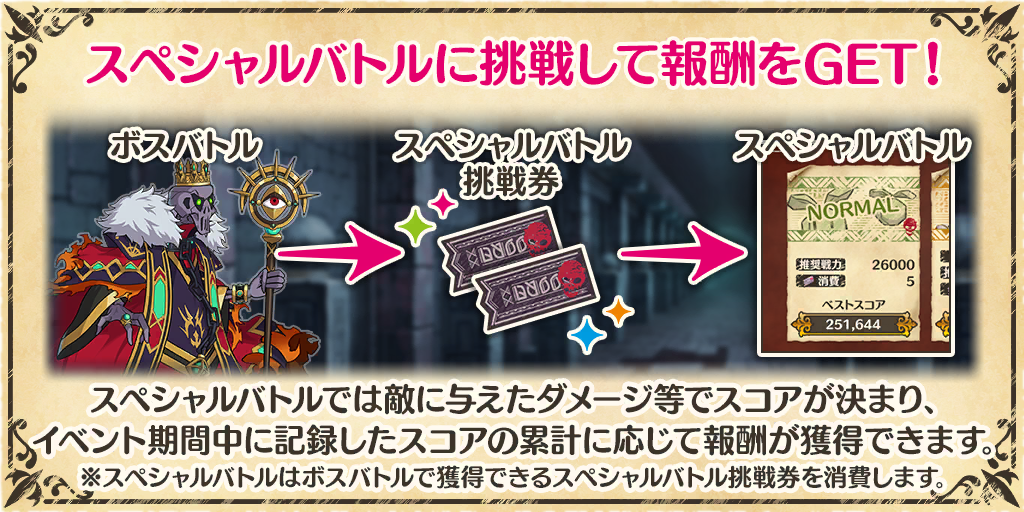 スペシャルバトルに挑戦して報酬をGET!
ボスバトル
スペシャルバトル
挑戦券
スペシャルバトル
NORMAL
推奨戦力 26000
消費 5
ベストスコア
251,644
スペシャルバトルでは敵に与えたダメージ等でスコアが決まり、
イベント期間中に記録したスコアの累計に応じて報酬が獲得できます。
※スペシャルバトルはボスバトルで獲得できるスペシャルバトル挑戦券を消費します。